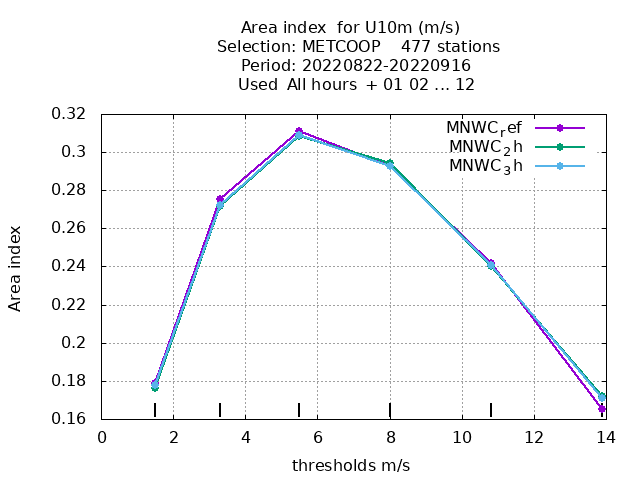 Area index  for U10m (m/s)
Selection: METCOOP    477 stations
Period: 20220822-20220916
Used  All hours  + 01 02 ... 12
MNWC_ref
MNWC_2h
MNWC_3h
0.32
0.3
0.28
0.26
0.24
0.22
0.2
0.18
0.16
Area index
0 2 4 6 8 10 12 14
thresholds m/s